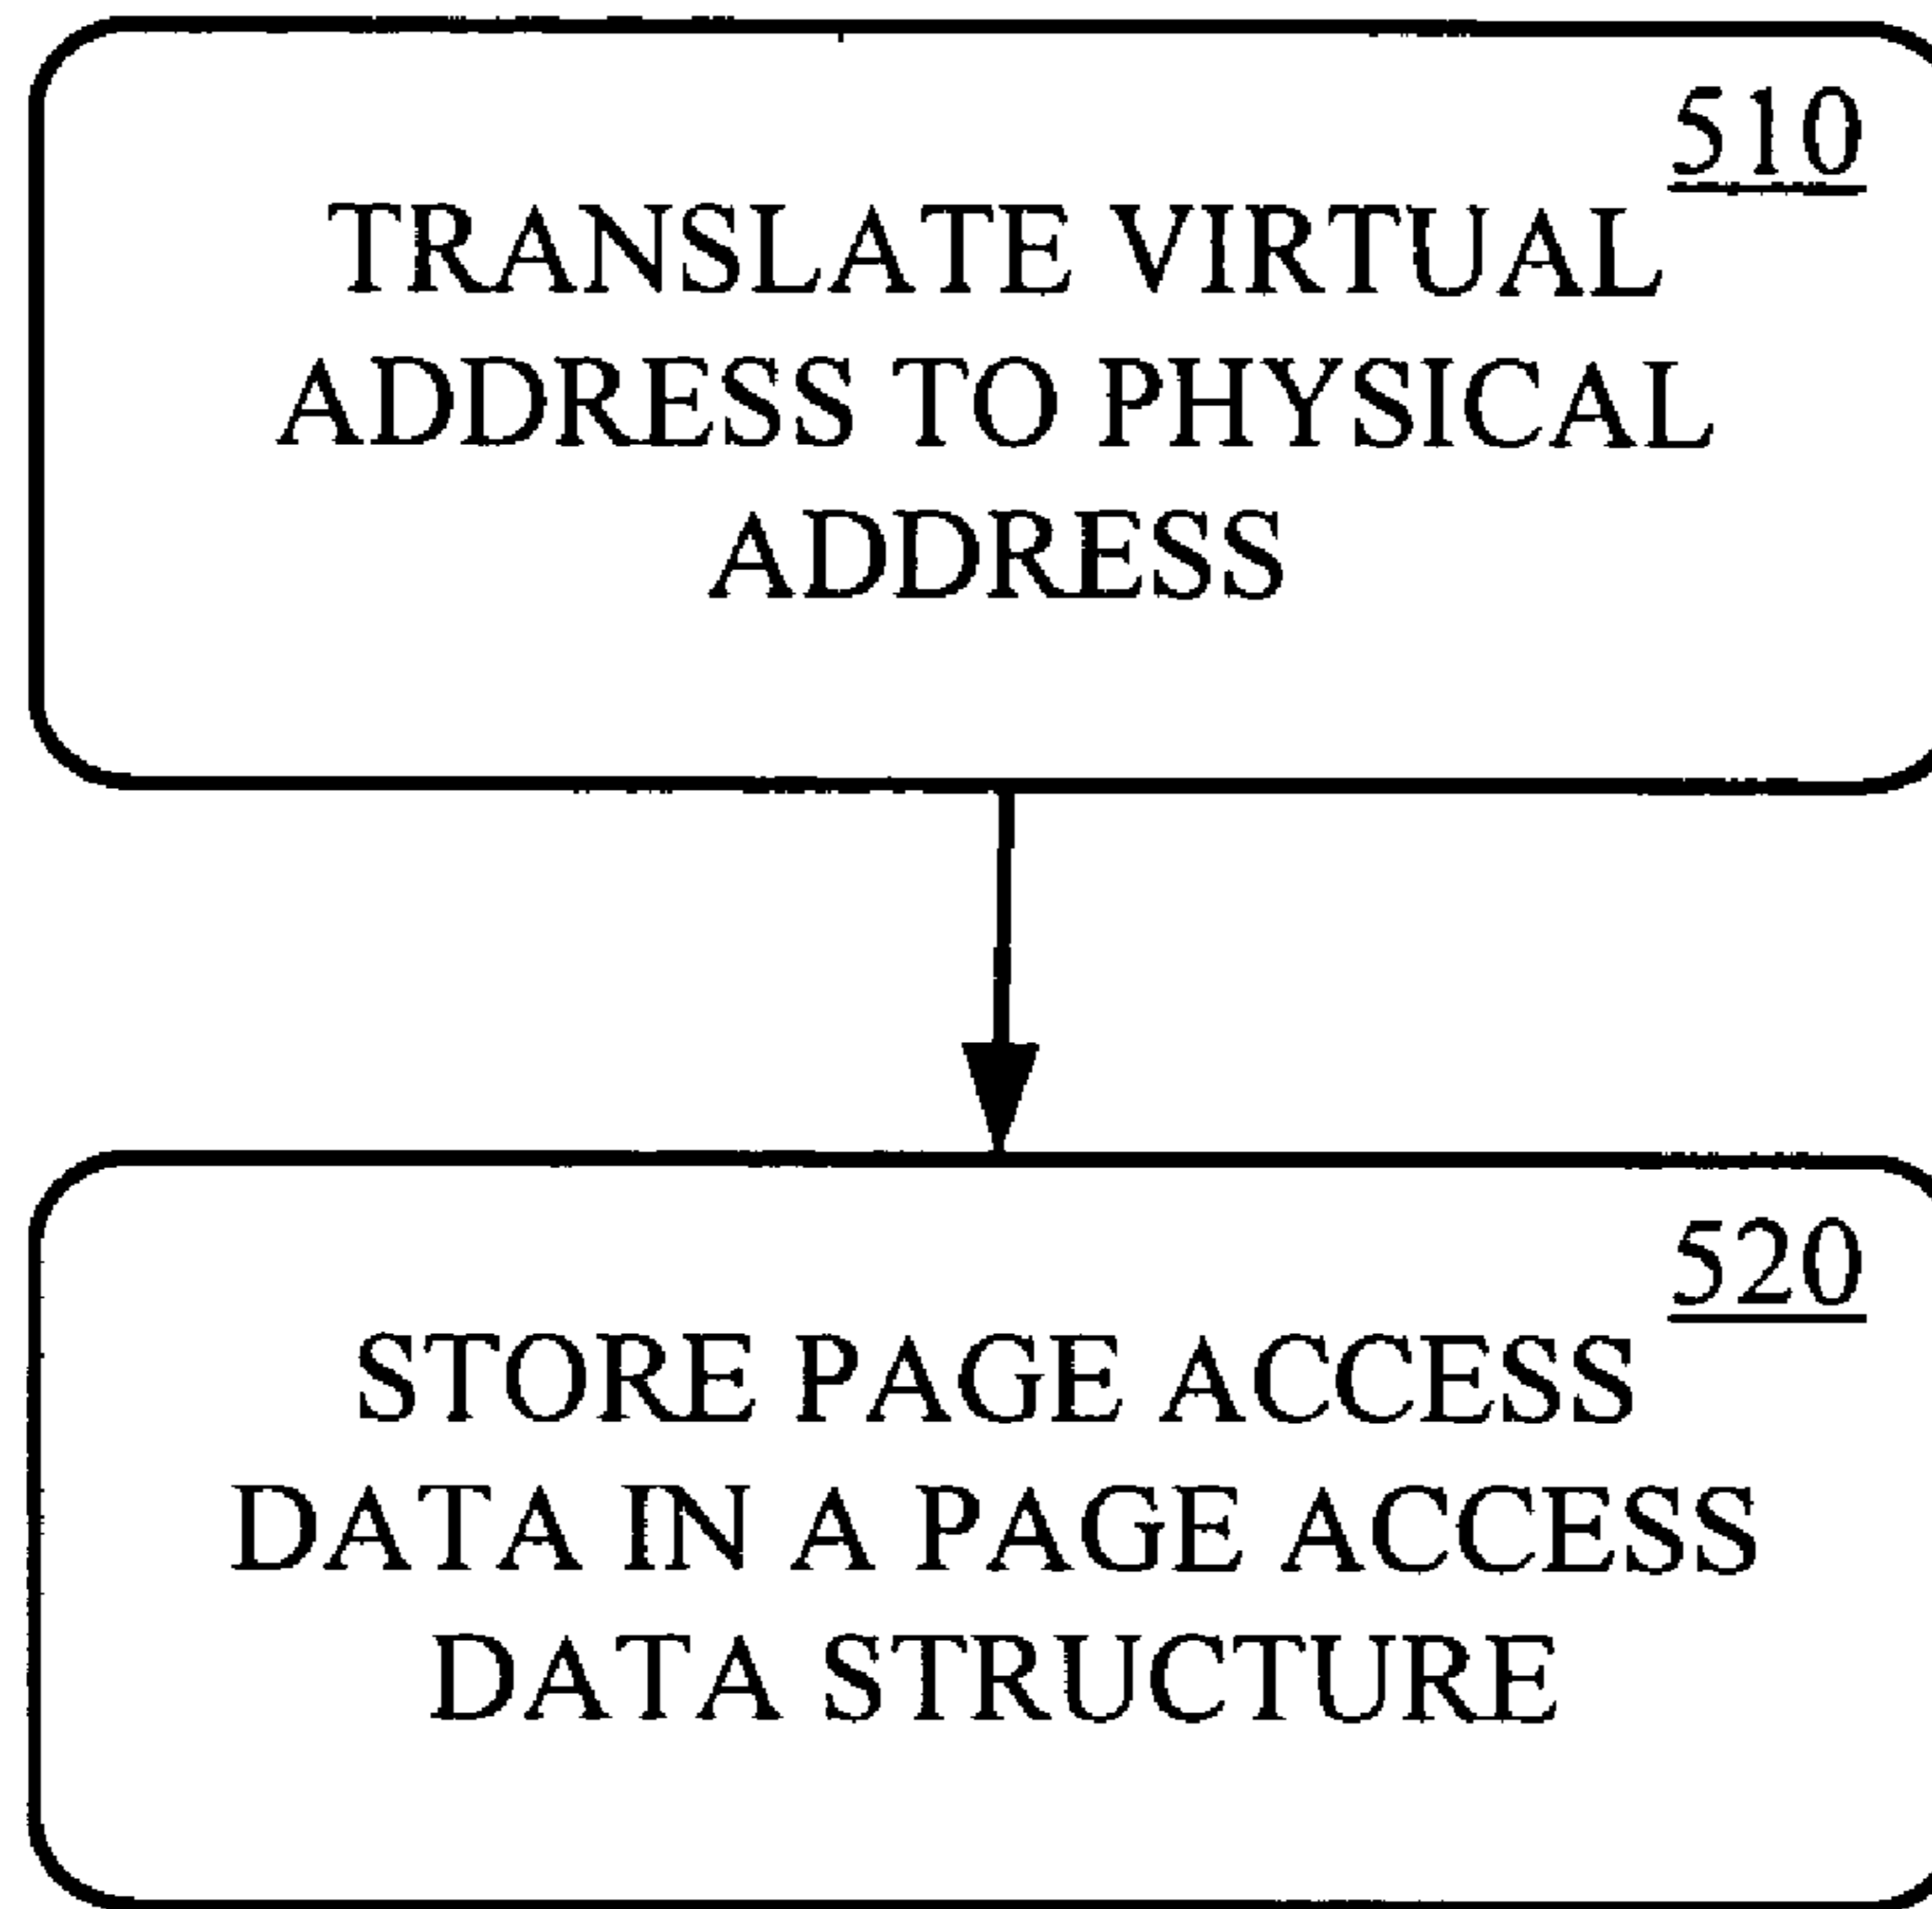 510
TRANSLATE VIRTUAL
ADDRESS TO PHYSICAL
ADDRESS
520
STORE PAGE ACCESS
DATA IN A PAGE ACCESS
DATA STRUCTURE